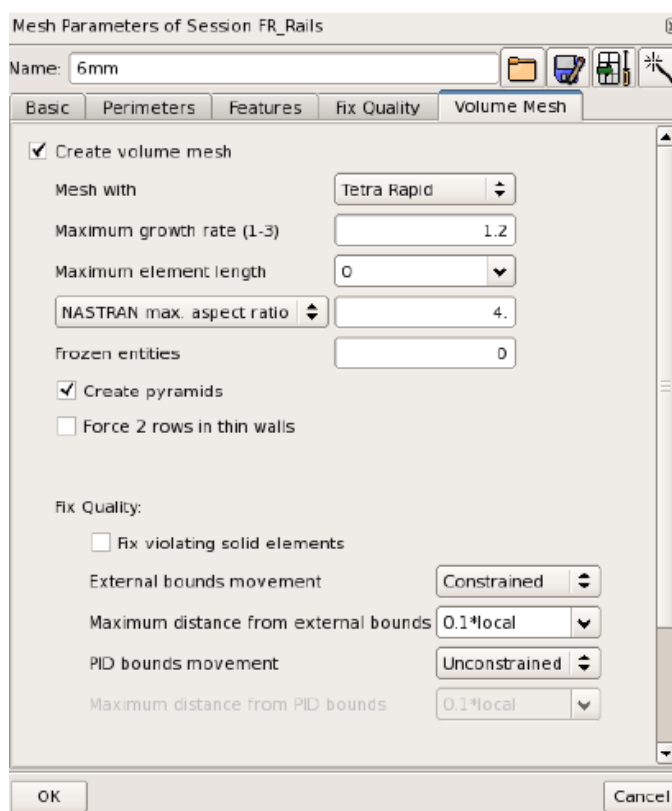 Mesh Parameters of Session FR_Rails
Name: 6mm
Basic Perimeters Features Fix Quality Volume Mesh
Create volume mesh
Mesh with Tetra Rapid
Maximum growth rate (1-3) 1.2
Maximum element length 0
NASTRAN max. aspect ratio 4.
Frozen entities 0
Create pyramids
Force 2 rows in thin walls
Fix Quality:
Fix violating solid elements
External bounds movement Constrained
Maximum distance from external bounds 0.1*local
PID bounds movement Unconstrained
Maximum distance from PID bounds 0.1*local
OK Cancel